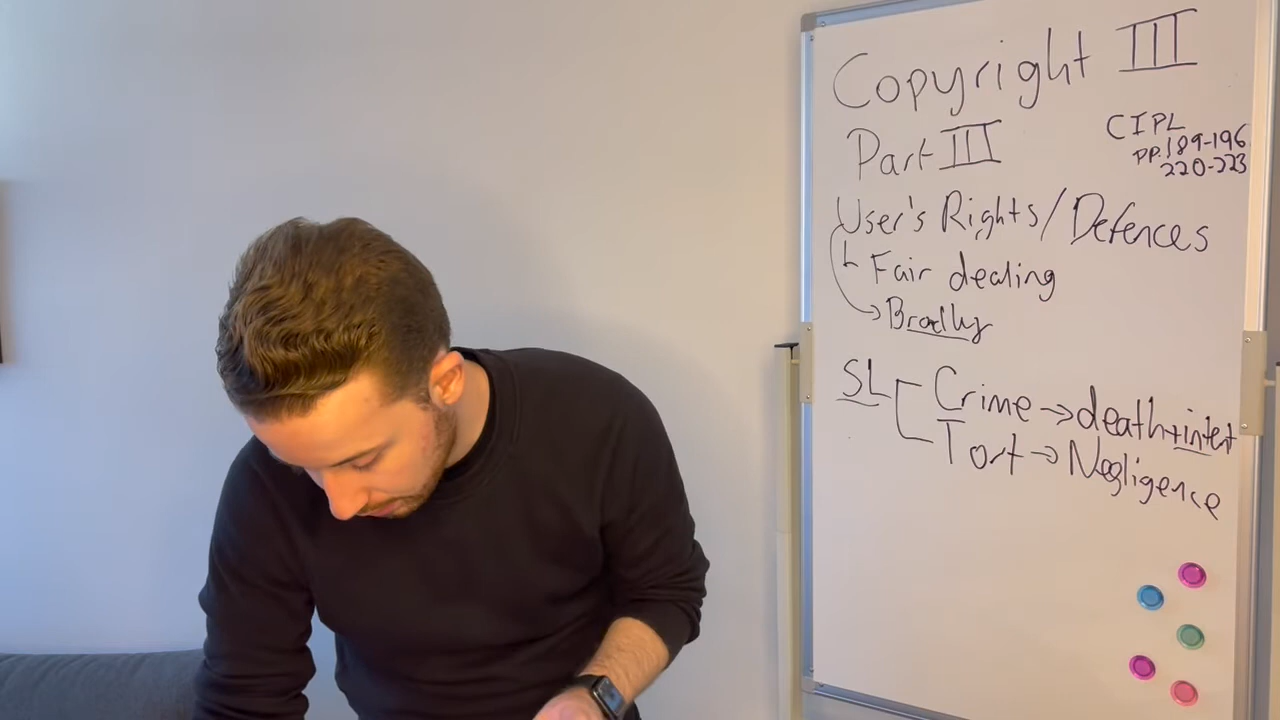 Copyright III
Part III
CIPL
pp.189-196
220-223
User's Rights/Defences
Fair dealing
Bradly
SL
Crime → death+intent
Tort → Negligence